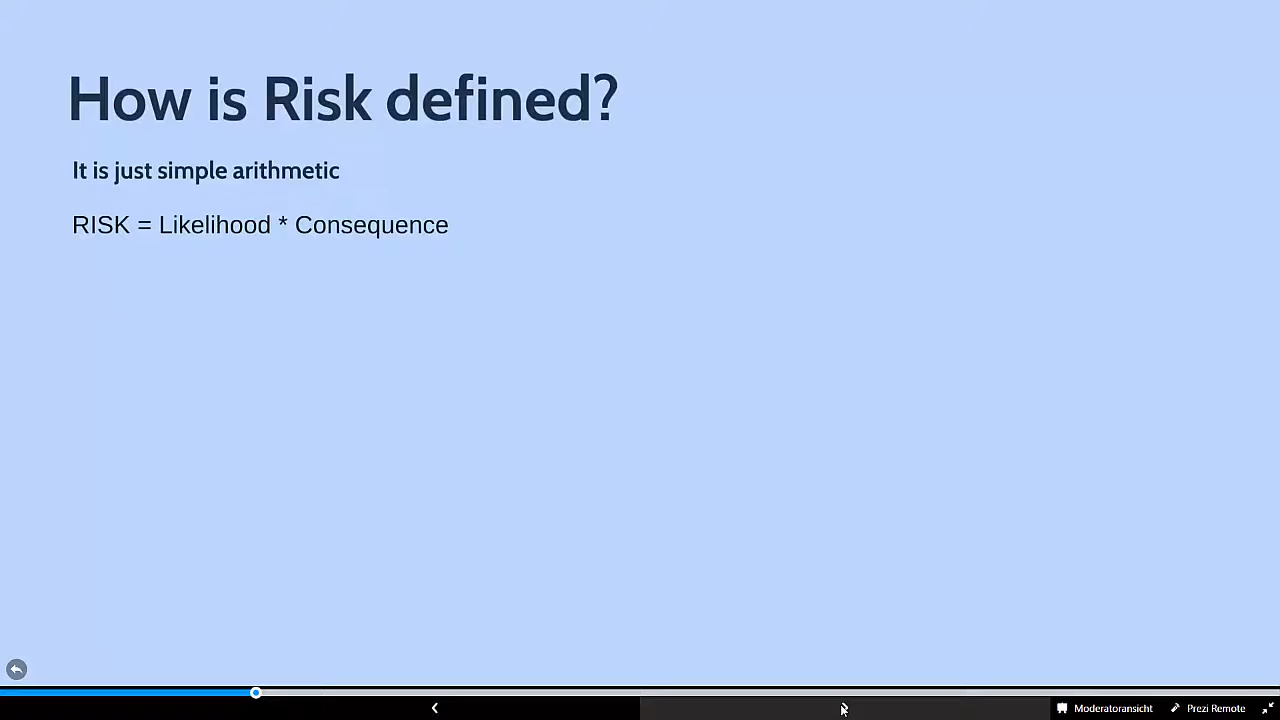 How is Risk defined?
It is just simple arithmetic
RISK = Likelihood * Consequence
Moderatoransicht
Prezi Remote